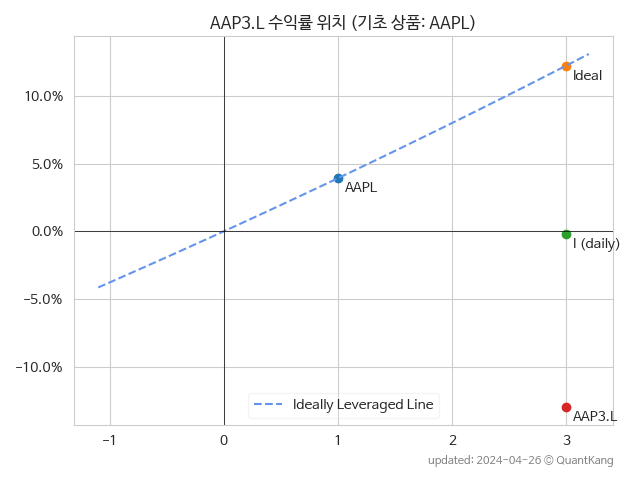 AAP3.L 수익률 위치 (기초 상품: AAPL)
10.0%
5.0%
0.0%
−5.0%
−10.0%
Ideal
AAPL
I (daily)
AAP3.L
Ideally Leveraged Line
−1
0
1
2
3
updated: 2024-04-26 © QuantKang